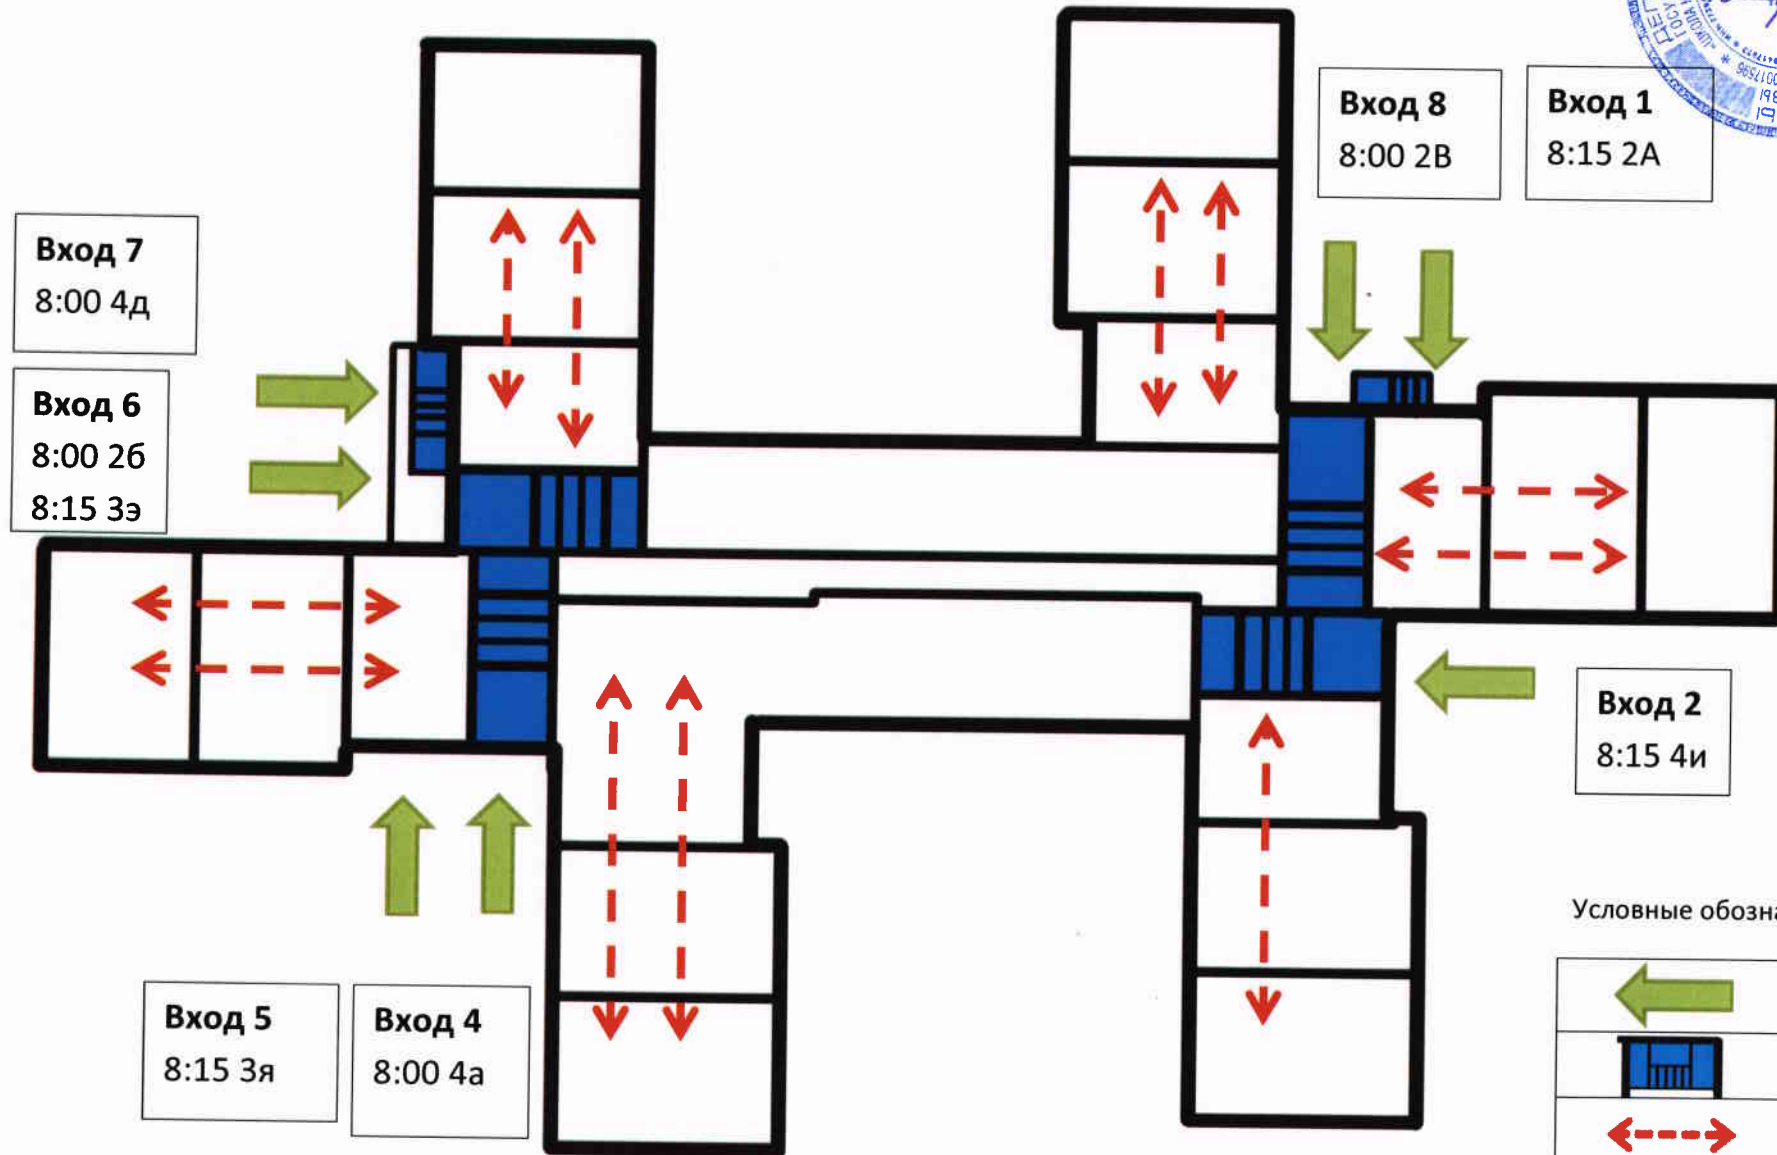 Вход 8
8:00 2В
Вход 1
8:15 2А
Вход 7
8:00 4д
Вход 6
8:00 2б
8:15 3э
Вход 2
8:15 4и
Вход 5
8:15 3я
Вход 4
8:00 4а
Условные обозна